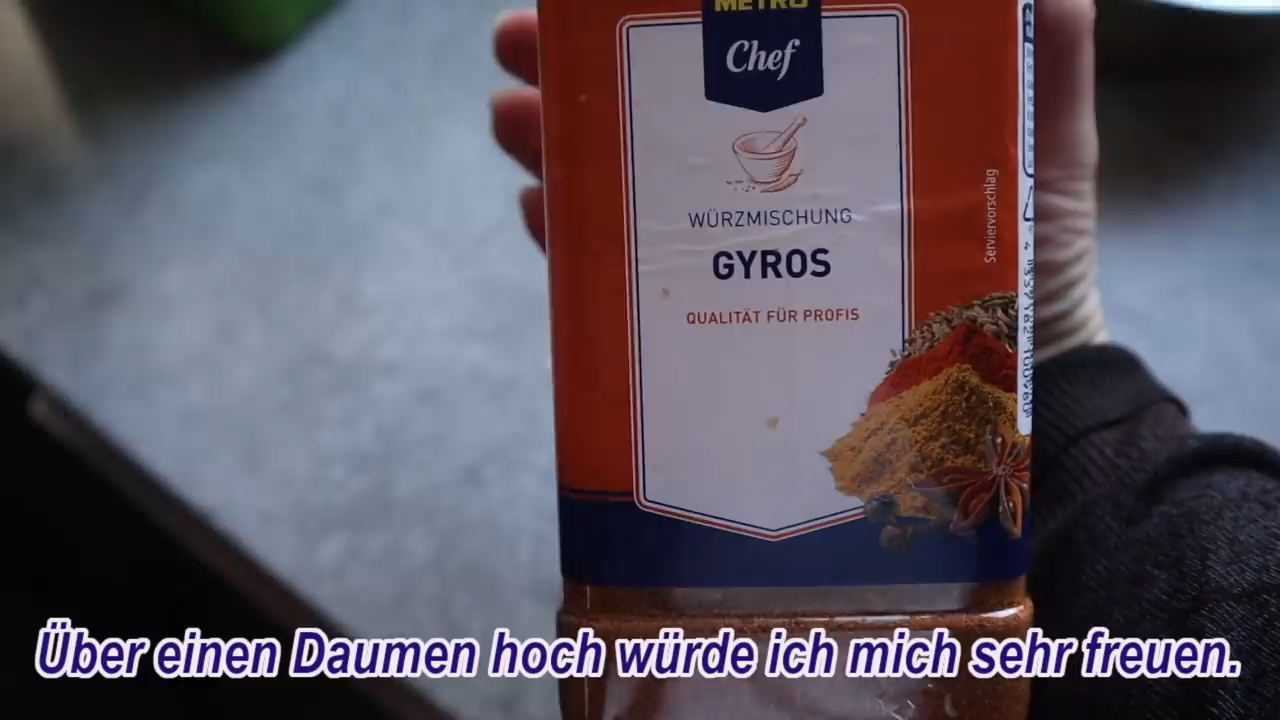 METRO
Chef
WÜRZMISCHUNG
GYROS
QUALITÄT FÜR PROFIS
Serviervorschlag
Über einen Daumen hoch würde ich mich sehr freuen.